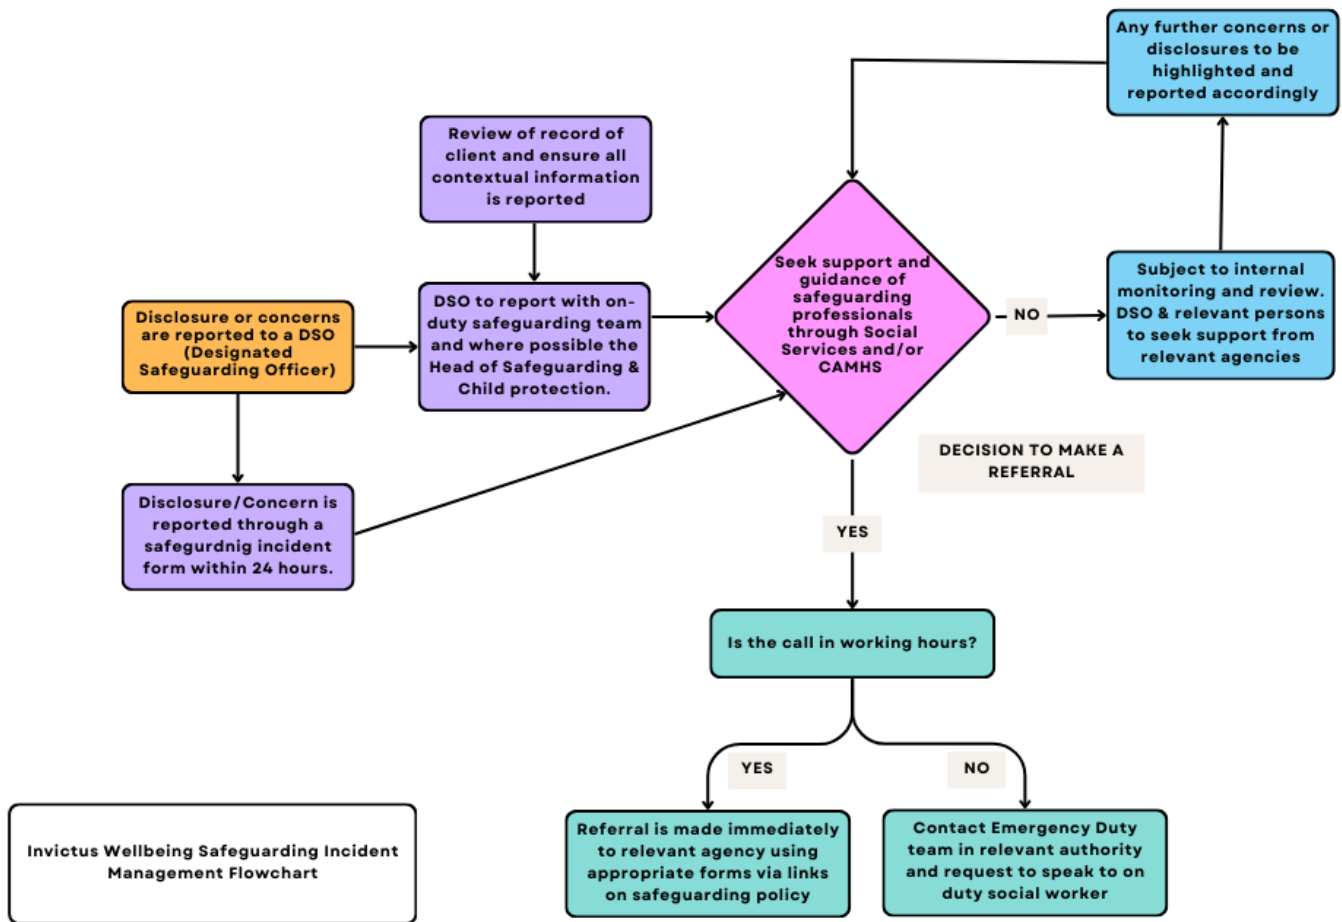 Any further concerns or
disclosures to be
highlighted and
reported accordingly
Review of record of
client and ensure all
contextual information
is reported
Disclosure or concerns
are reported to a DSO
(Designated
Safeguarding Officer)
DSO to report with on-
duty safeguarding team
and where possible the
Head of Safeguarding &
Child protection.
Seek support and
guidance of
safeguarding
professionals
through Social
Services and/or
CAMHS
NO
Subject to internal
monitoring and review.
DSO & relevant persons
to seek support from
relevant agencies
DECISION TO MAKE A
REFERRAL
Disclosure/Concern is
reported through a
safegurdnig incident
form within 24 hours.
YES
Is the call in working hours?
YES
NO
Referral is made immediately
to relevant agency using
appropriate forms via links
on safeguarding policy
Contact Emergency Duty
team in relevant authority
and request to speak to on
duty social worker
Invictus Wellbeing Safeguarding Incident
Management Flowchart